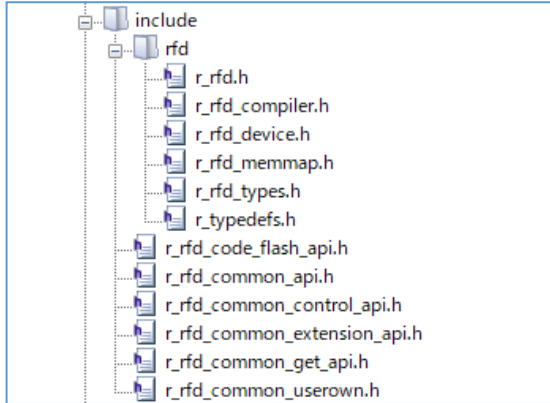 include
rfd
r_rfd.h
r_rfd_compiler.h
r_rfd_device.h
r_rfd_memmap.h
r_rfd_types.h
r_typedefs.h
r_rfd_code_flash_api.h
r_rfd_common_api.h
r_rfd_common_control_api.h
r_rfd_common_extension_api.h
r_rfd_common_get_api.h
r_rfd_common_userown.h